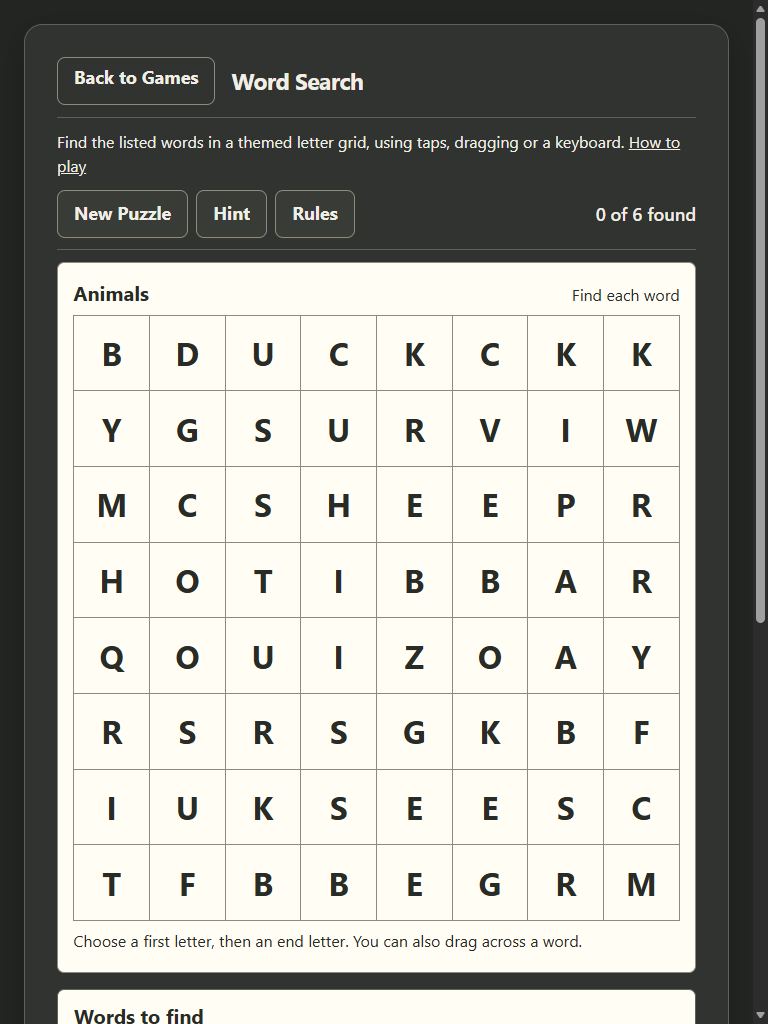 Back to Games
Word Search
Find the listed words in a themed letter grid, using taps, dragging or a keyboard. How to
play
New Puzzle Hint Rules 0 of 6 found
Animals Find each word
B D U C K C K K
Y G S U R V I W
M C S H E E P R
H O T I B B A R
Q O U I Z O A Y
R S R S G K B F
I U K S E E S C
T F B B E G R M
Choose a first letter, then an end letter. You can also drag across a word.
Words to find